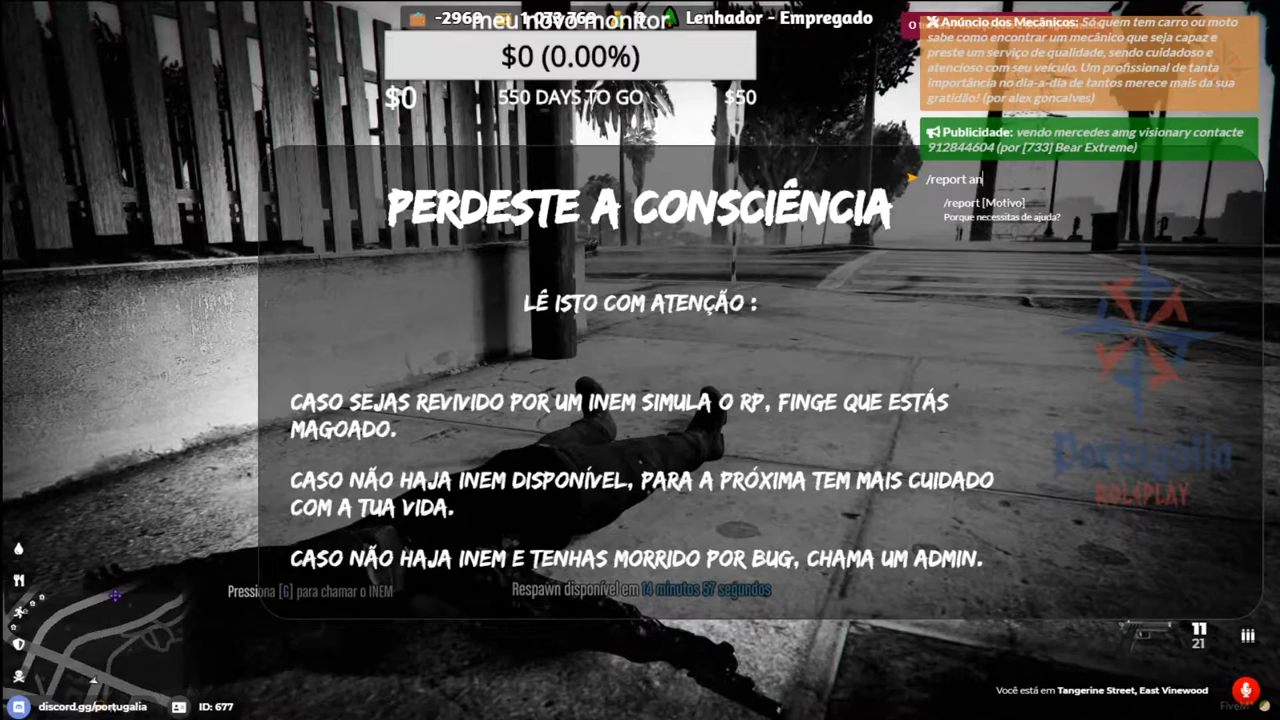 meu novo monitor
-2969
1 073 769
Lenhador - Empregado
$0 (0.00%)
$0
550 DAYS TO GO
$50
Anúncio dos Mecânicos: Só quem tem carro ou moto
sabe como encontrar um mecânico que seja capaz e
preste um serviço de qualidade, sendo cuidadoso e
atencioso com seu veículo. Um profissional de tanta
importância no dia-a-dia de tantos merece mais da sua
gratidão! (por alex goncalves)
Publicidade: vendo mercedes amg visionary contacte
912844604 (por [733] Bear Extreme)
/report an
/report [Motivo]
Porque necessitas de ajuda?
PERDESTE A CONSCIÊNCIA
LÊ ISTO COM ATENÇÃO :
CASO SEJAS REVIVIDO POR UM INEM SIMULA O RP, FINGE QUE ESTÁS
MAGOADO.
CASO NÃO HAJA INEM DISPONÍVEL, PARA A PRÓXIMA TEM MAIS CUIDADO
COM A TUA VIDA.
CASO NÃO HAJA INEM E TENHAS MORRIDO POR BUG, CHAMA UM ADMIN.
Portugalia
ROLEPLAY
Pressiona [G] para chamar o INEM
Respawn disponível em 14 minutos 57 segundos
11
21
Você está em Tangerine Street, East Vinewood
FiveM
discord.gg/portugalia
ID: 677